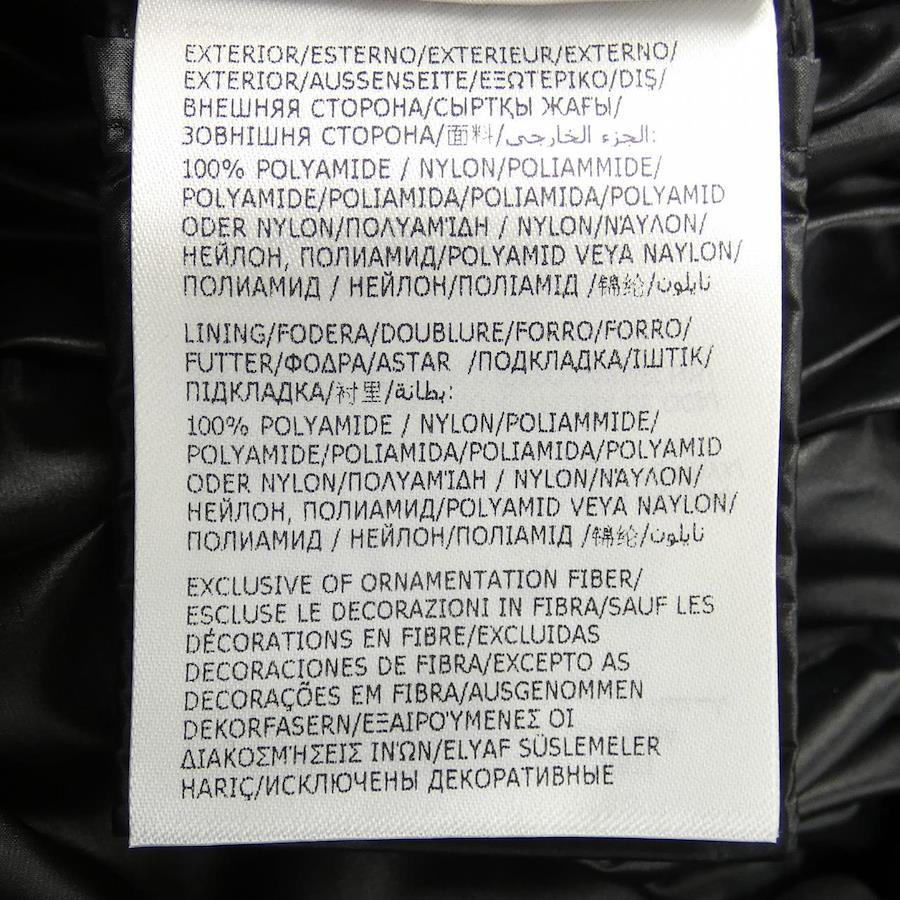 EXTERIOR/ESTERNO/EXTERIEUR/EXTERNO/
EXTERIOR/AUSSENSEITE/ΕΞΩΤΕΡΙΚΟ/DIŞ/
ВНЕШНЯЯ СТОРОНА/СЫРТҚЫ ЖАҒЫ/
ЗОВНІШНЯ СТОРОНА/面料/الجزء الخارجي:
100% POLYAMIDE / NYLON/POLIAMMIDE/
POLYAMIDE/POLIAMIDA/POLIAMIDA/POLYAMID
ODER NYLON/ΠΟΛΥΑΜΊΔΗ / NYLON/ΝΆΥΛΟΝ/
НЕЙЛОН, ПОЛИАМИД/POLYAMID VEYA NAYLON/
ПОЛИАМИД / НЕЙЛОН/ПОЛІАМІД /锦纶/نايلون
LINING/FODERA/DOUBLURE/FORRO/FORRO/
FUTTER/ΦΟΔΡΑ/ASTAR /ПОДКЛАДКА/ІШТІК/
ПІДКЛАДКА/衬里/بطانة:
100% POLYAMIDE / NYLON/POLIAMMIDE/
POLYAMIDE/POLIAMIDA/POLIAMIDA/POLYAMID
ODER NYLON/ΠΟΛΥΑΜΊΔΗ / NYLON/ΝΆΥΛΟΝ/
НЕЙЛОН, ПОЛИАМИД/POLYAMID VEYA NAYLON/
ПОЛИАМИД / НЕЙЛОН/ПОЛІАМІД /锦纶/نايلون
EXCLUSIVE OF ORNAMENTATION FIBER/
ESCLUSE LE DECORAZIONI IN FIBRA/SAUF LES
DÉCORATIONS EN FIBRE/EXCLUIDAS
DECORACIONES DE FIBRA/EXCEPTO AS
DECORAÇÕES EM FIBRA/AUSGENOMMEN
DEKORFASERN/ΕΞΑΙΡΟΎΜΕΝΕΣ ΟΙ
ΔΙΑΚΟΣΜΉΣΕΙΣ ΙΝΏΝ/ELYAF SÜSLEMELER
HARIÇ/ИСКЛЮЧЕНЫ ДЕКОРАТИВНЫЕ